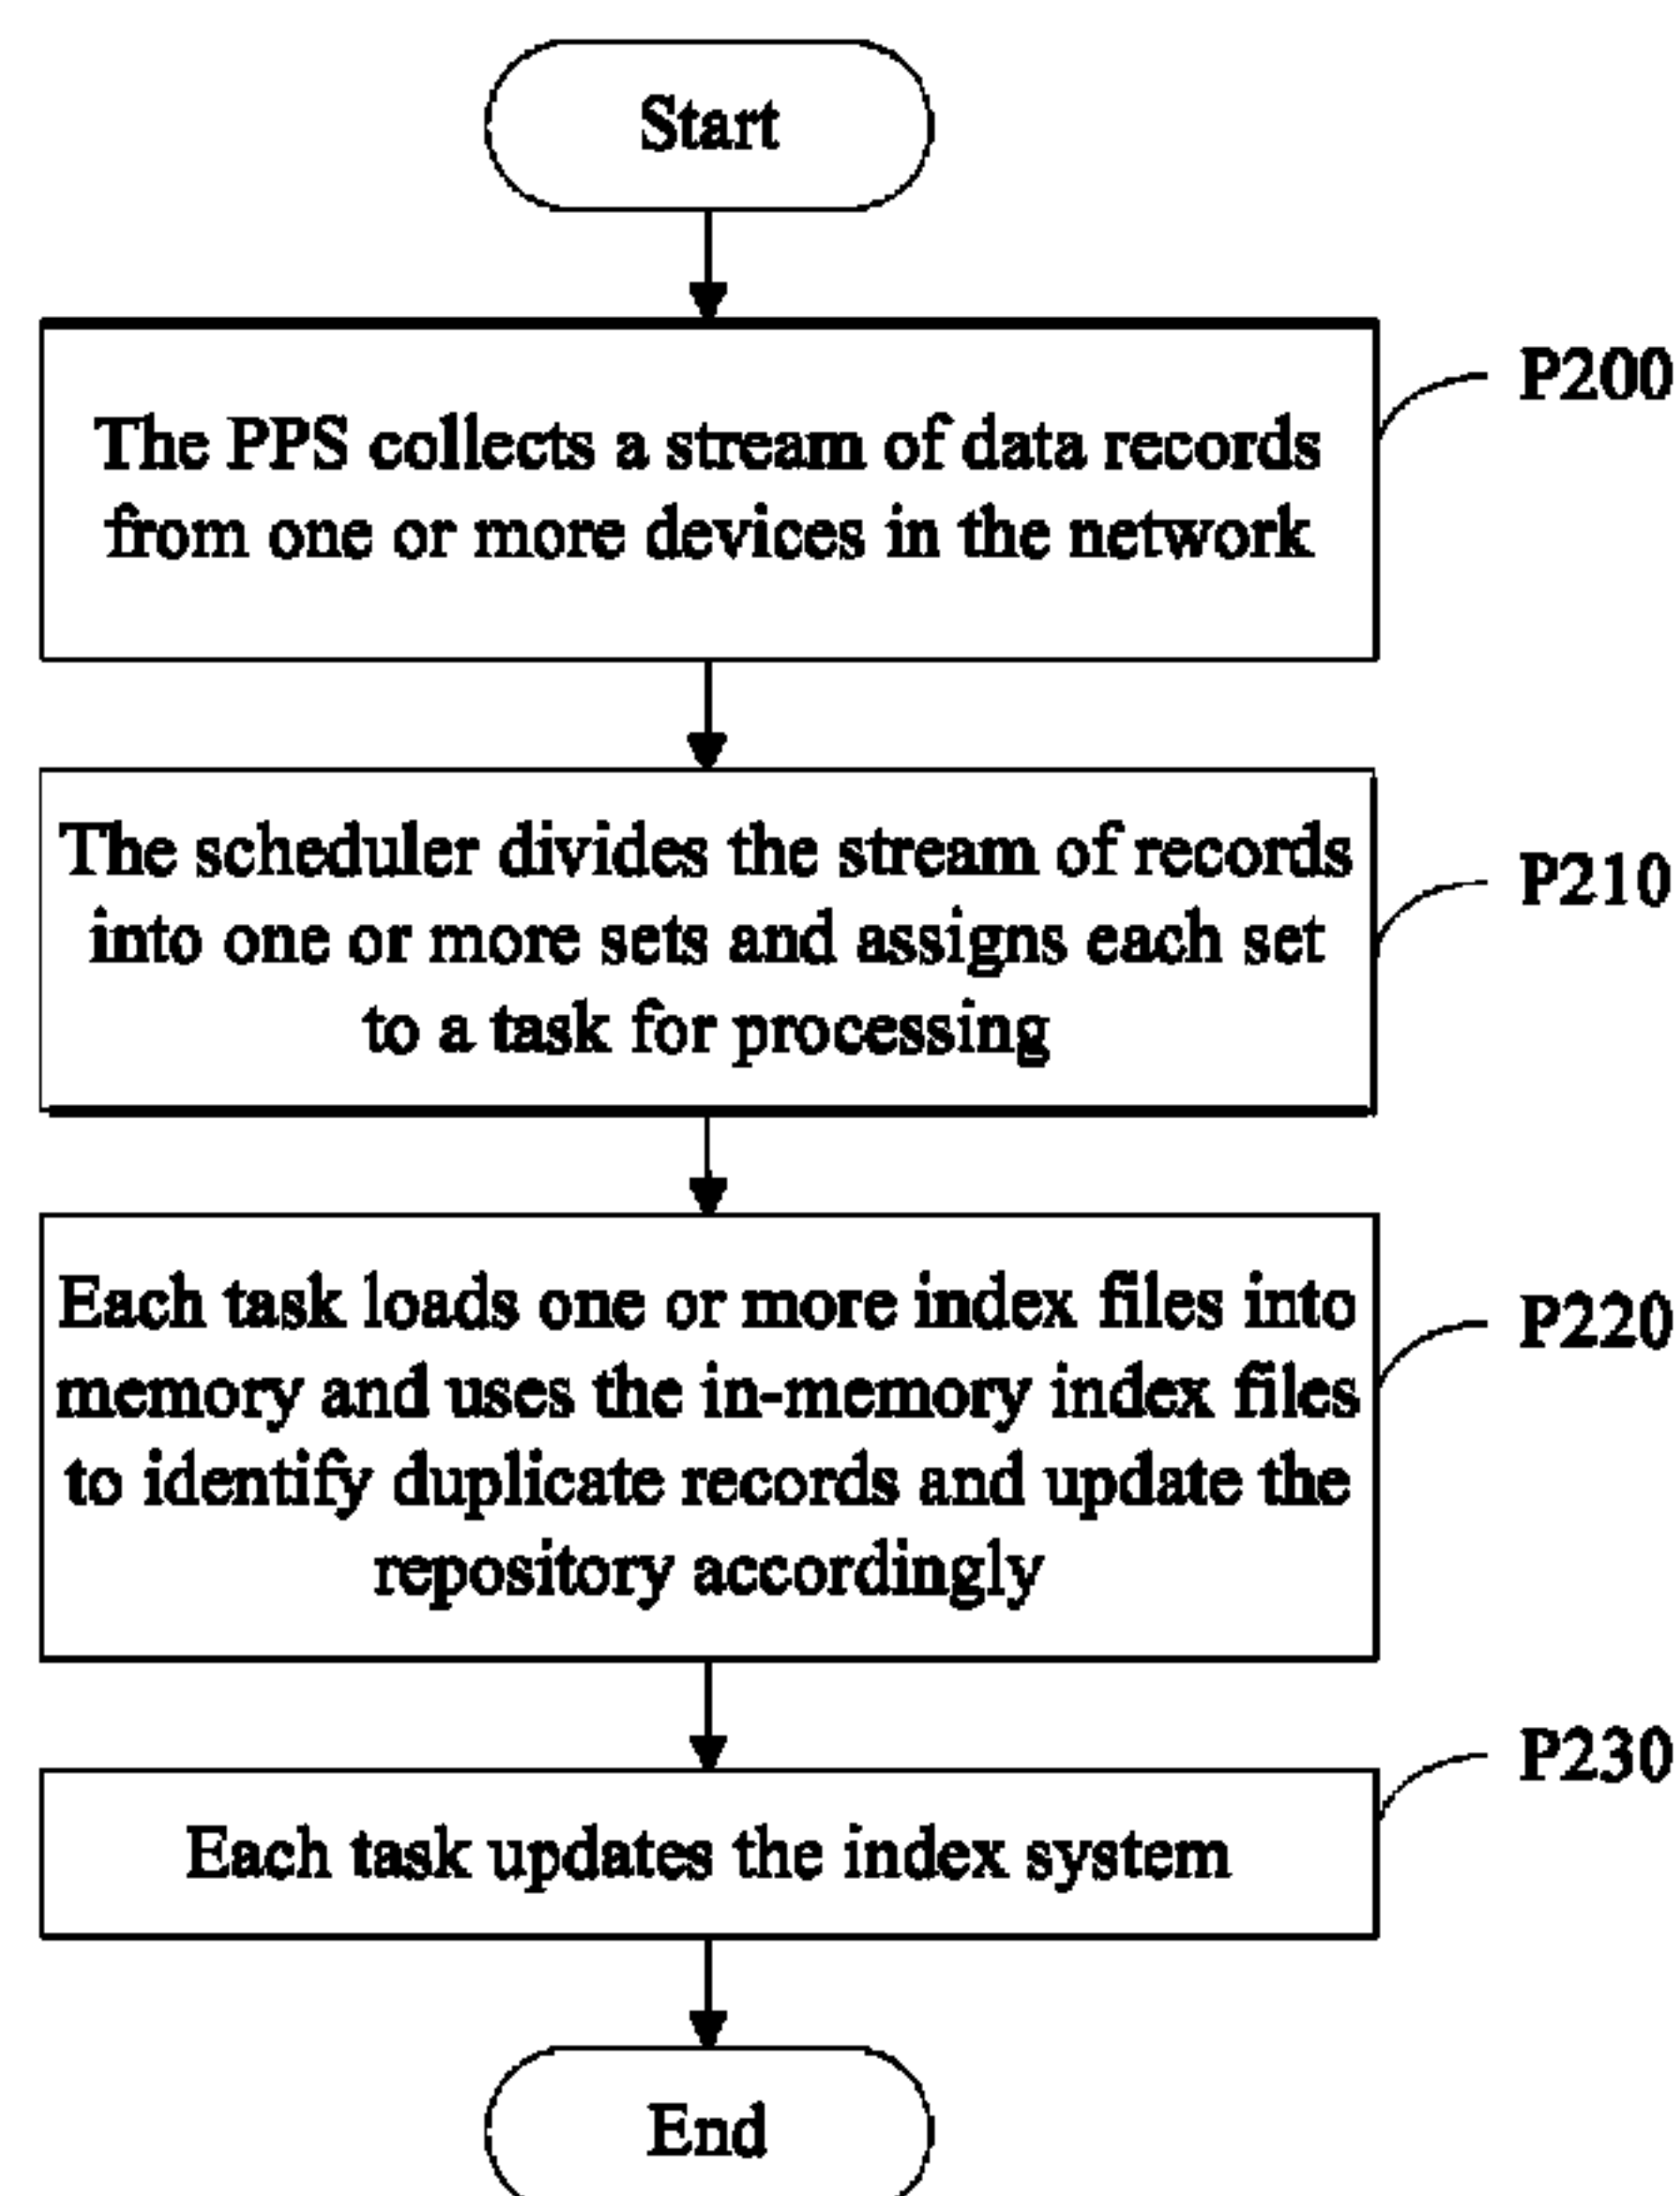 Start
The PPS collects a stream of data records
from one or more devices in the network
P200
The scheduler divides the stream of records
into one or more sets and assigns each set
to a task for processing
P210
Each task loads one or more index files into
memory and uses the in-memory index files
to identify duplicate records and update the
repository accordingly
P220
Each task updates the index system
P230
End